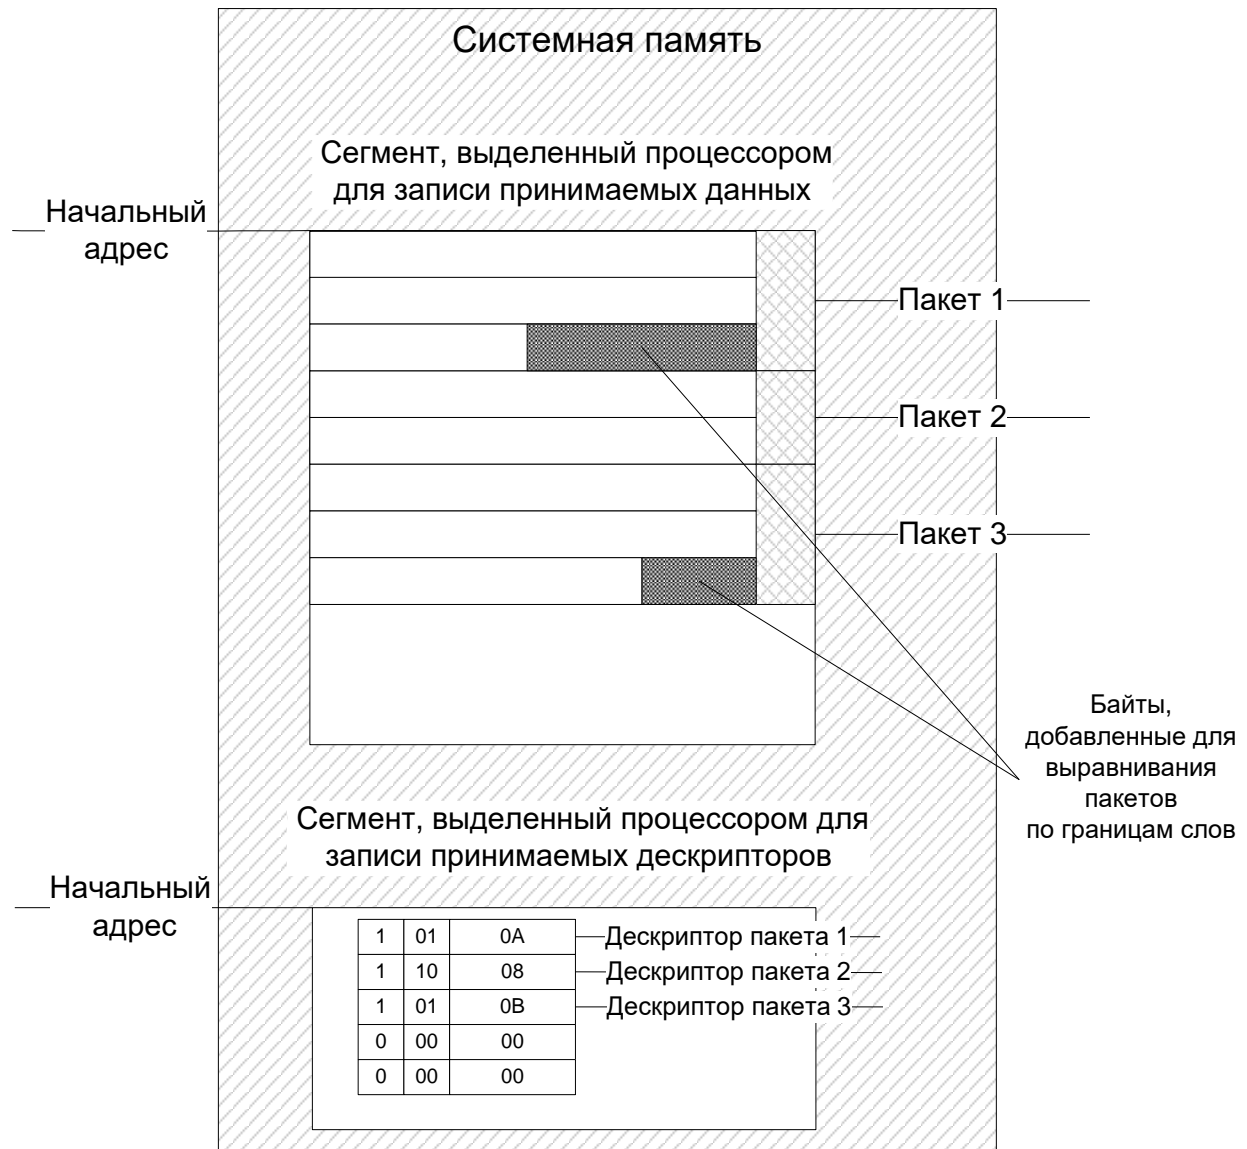 Системная память
Сегмент, выделенный процессором
для записи принимаемых данных
Начальный
адрес
Пакет 1
Пакет 2
Пакет 3
Байты,
добавленные для
выравнивания
пакетов
по границам слов
Сегмент, выделенный процессором для
записи принимаемых дескрипторов
Начальный
адрес
1 01 0A Дескриптор пакета 1
1 10 08 Дескриптор пакета 2
1 01 0B Дескриптор пакета 3
0 00 00
0 00 00